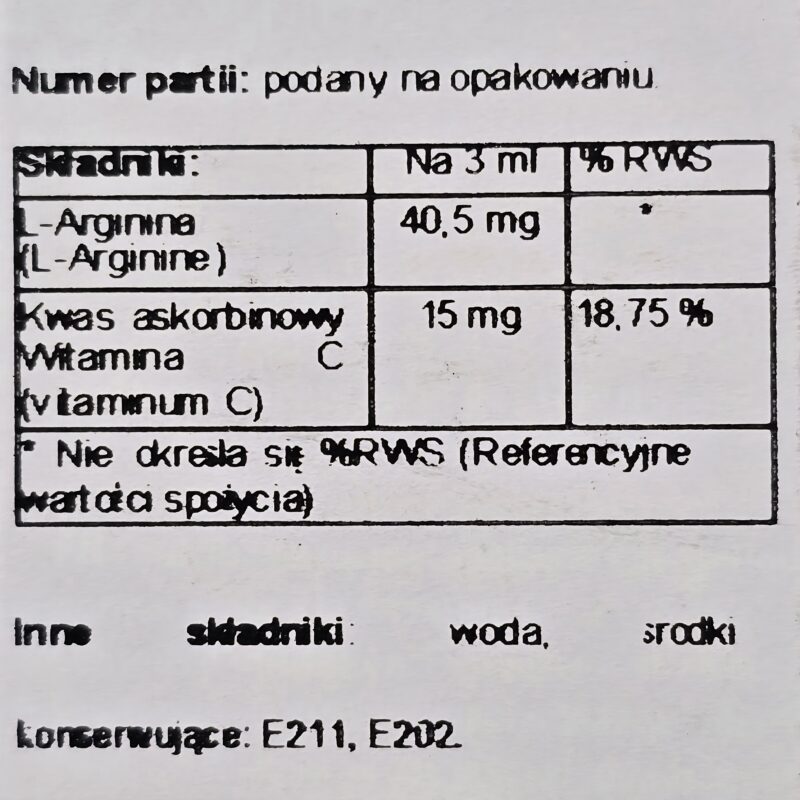 Numer partii: podany na opakowaniu
Składniki: Na 3 ml % RWS
L-Arginina 40,5 mg *
(L-Arginine)
Kwas askorbinowy 15 mg 18,75 %
Witamina C
(vitaminum C)
* Nie określa się %RWS (Referencyjne
wartości spożycia)
Inne składniki: woda, środki
konserwujące: E211, E202.